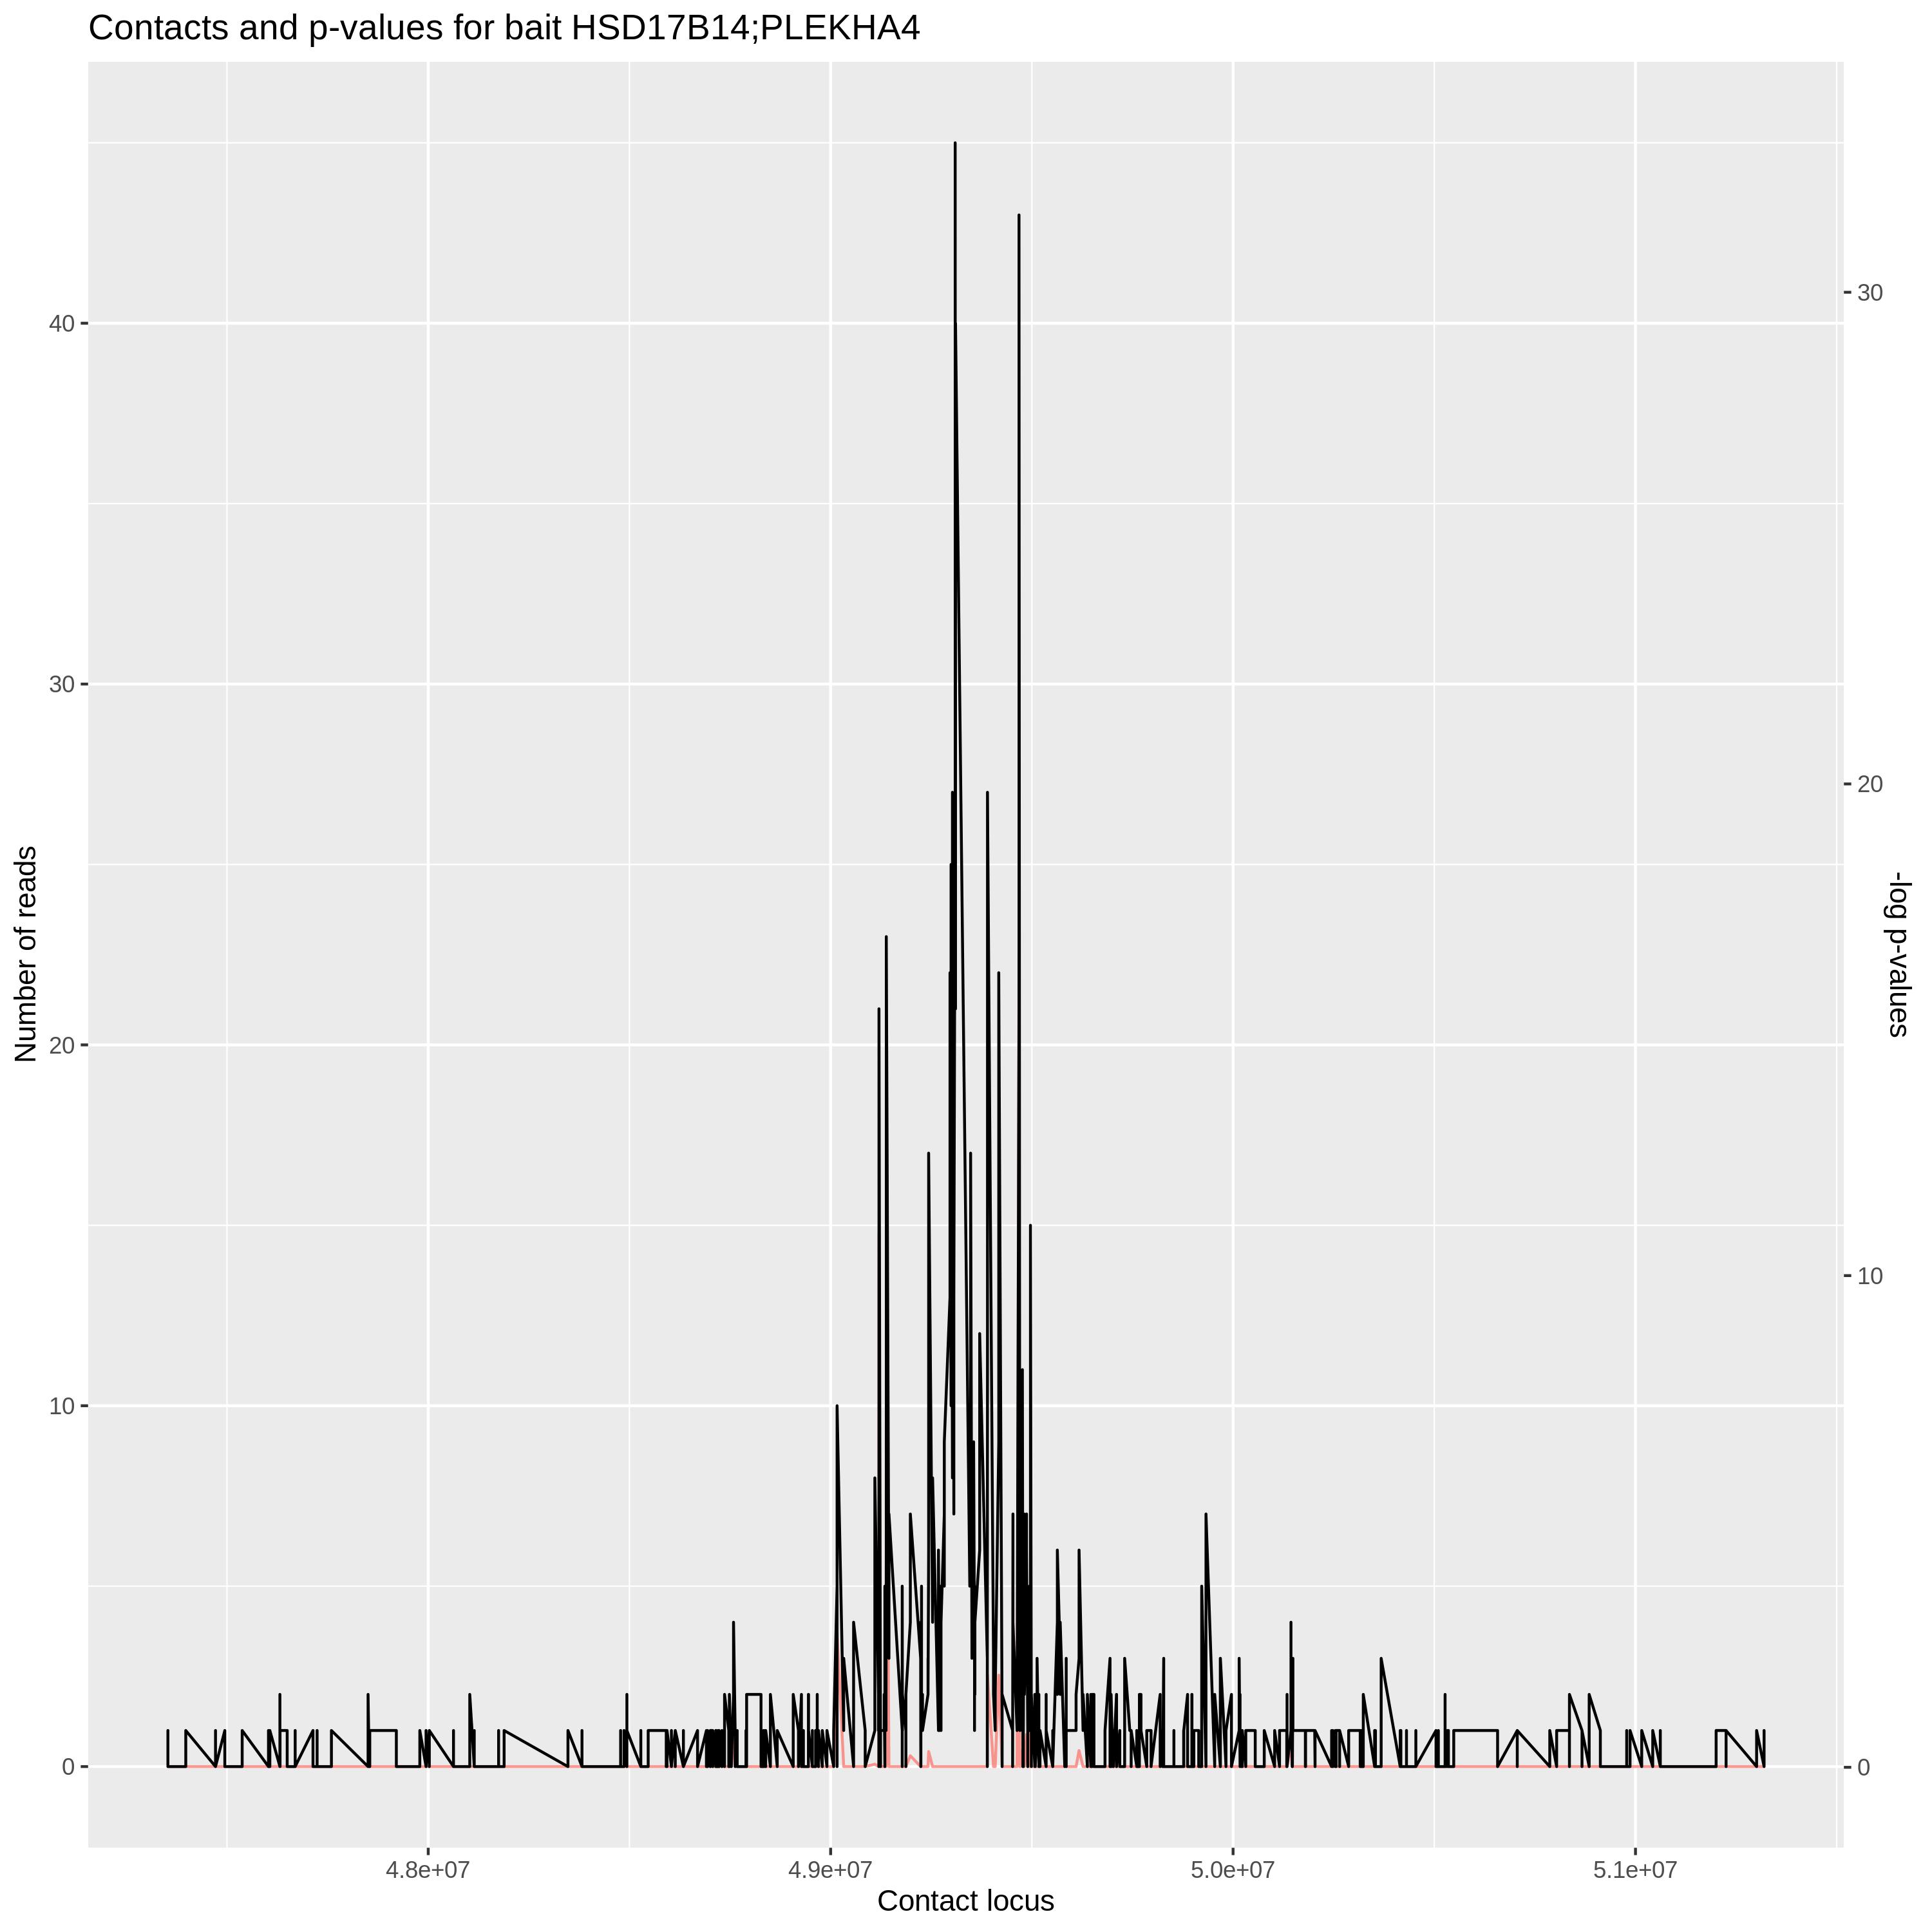 Contacts and p-values for bait HSD17B14;PLEKHA4
Number of reads
40
30
20
10
0
30
20
10
0
-log p-values
4.8e+07
4.9e+07
5.0e+07
5.1e+07
Contact locus